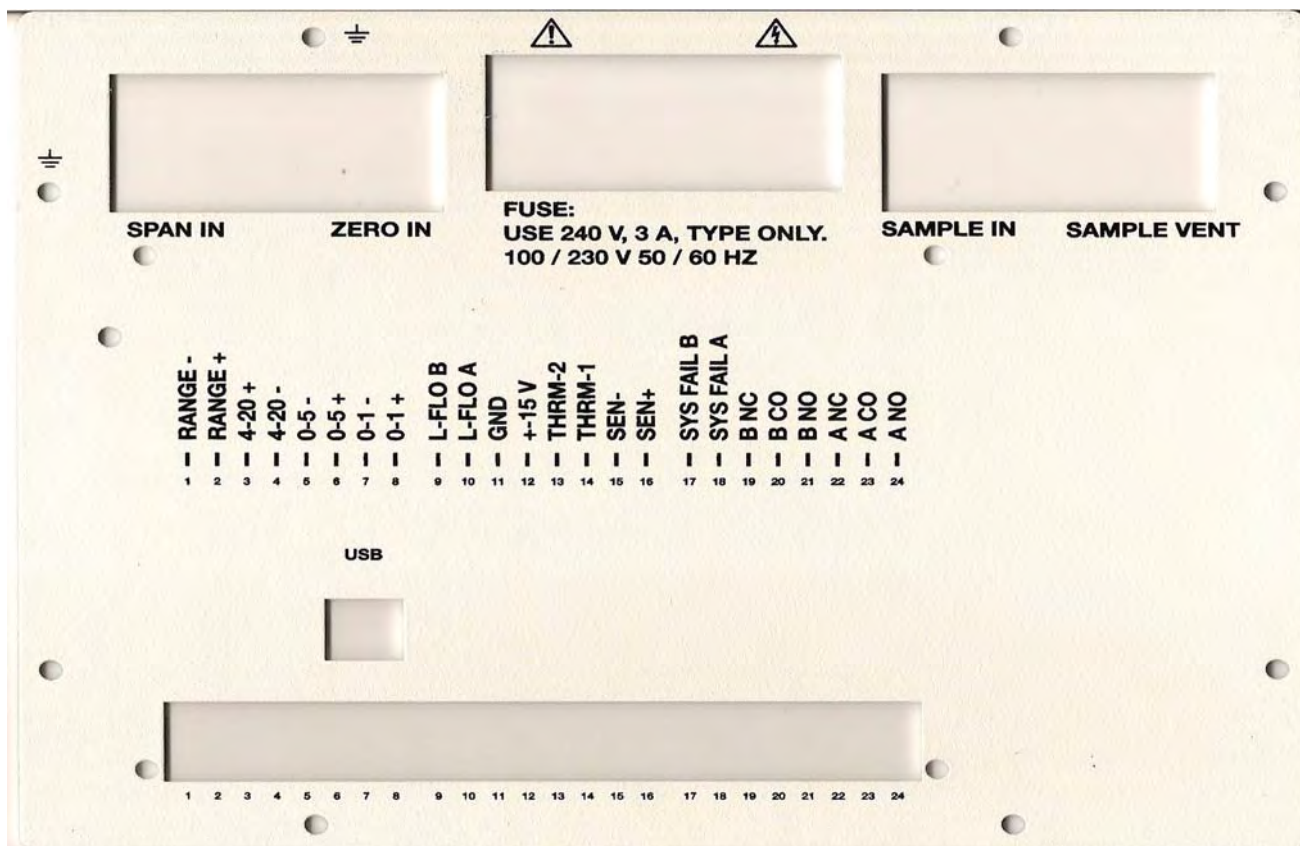 SPAN IN
ZERO IN
FUSE:
USE 240 V, 3 A, TYPE ONLY.
100 / 230 V 50 / 60 HZ
SAMPLE IN
SAMPLE VENT
RANGE -
RANGE +
4-20 +
4-20 -
0-5 -
0-5 +
0-1 -
0-1 +
L-FLO B
L-FLO A
GND
+-15 V
THRM-2
THRM-1
SEN-
SEN+
SYS FAIL B
SYS FAIL A
B NC
B CO
B NO
A NC
A CO
A NO
1 2 3 4 5 6 7 8 9 10 11 12 13 14 15 16 17 18 19 20 21 22 23 24
USB
1 2 3 4 5 6 7 8 9 10 11 12 13 14 15 16 17 18 19 20 21 22 23 24